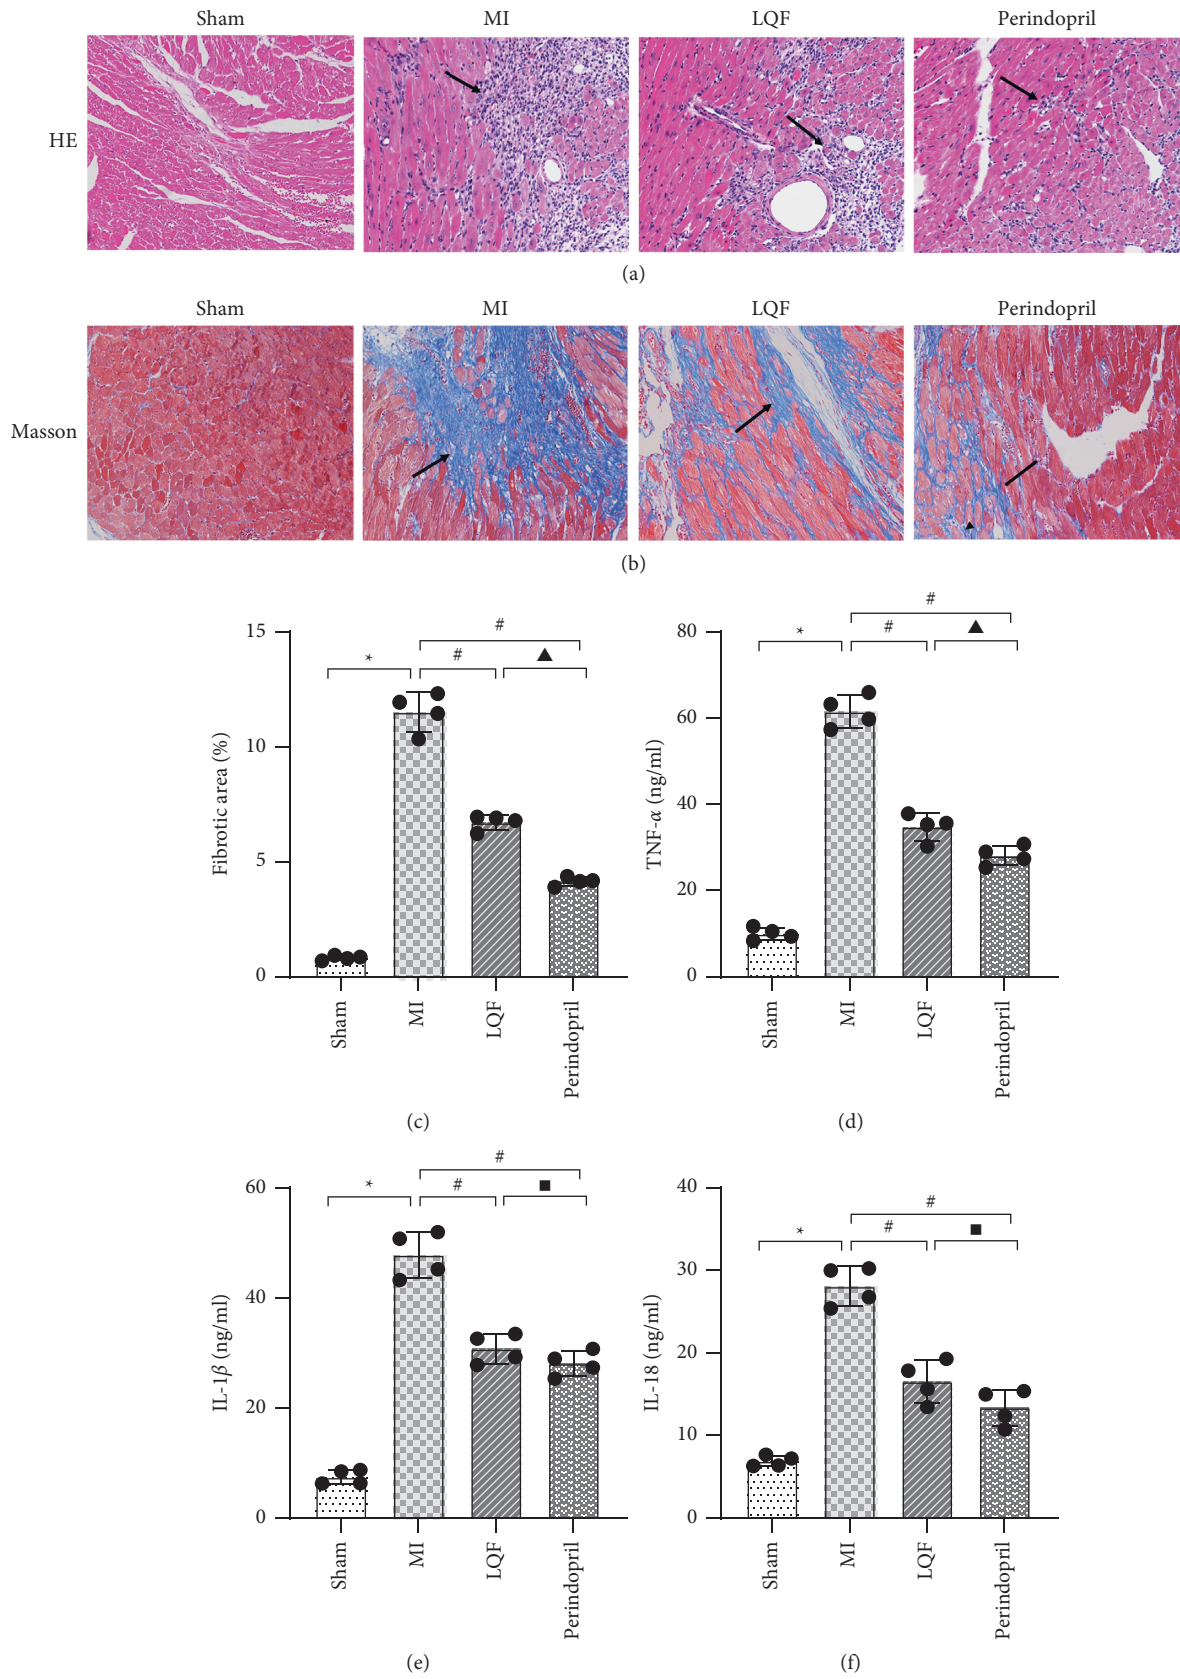 Sham MI LQF Perindopril
HE
(a)
Sham MI LQF Perindopril
Masson
(b)
# #
15 * # ▲ 80 * # ▲
Fibrotic area (%)
10
5
0
Sham MI LQF Perindopril
(c)
TNF-α (ng/ml)
60
40
20
0
Sham MI LQF Perindopril
(d)
#
60 * # ■
IL-1β (ng/ml)
40
20
0
Sham MI LQF Perindopril
(e)
40
#
* # ■
IL-18 (ng/ml)
30
20
10
0
Sham MI LQF Perindopril
(f)